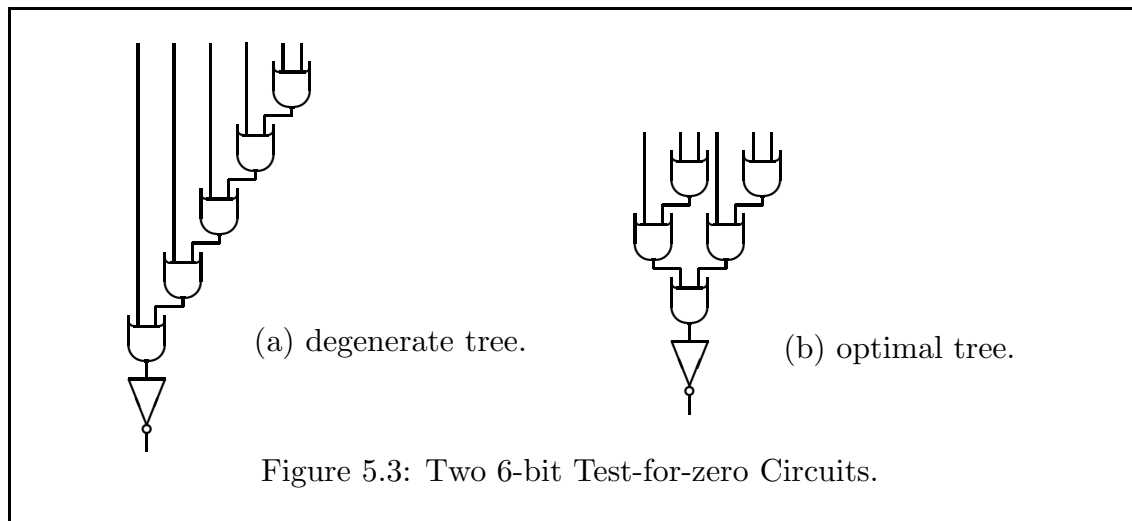 (a) degenerate tree.
(b) optimal tree.
Figure 5.3: Two 6-bit Test-for-zero Circuits.